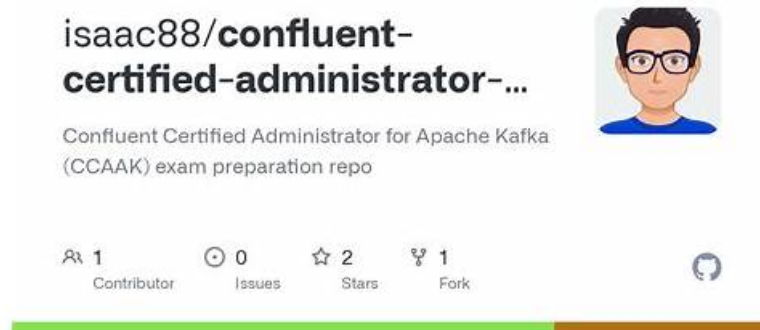 isaac88/confluent-
certified-administrator-...
Confluent Certified Administrator for Apache Kafka
(CCAAK) exam preparation repo
1 0 2 1
Contributor Issues Stars Fork